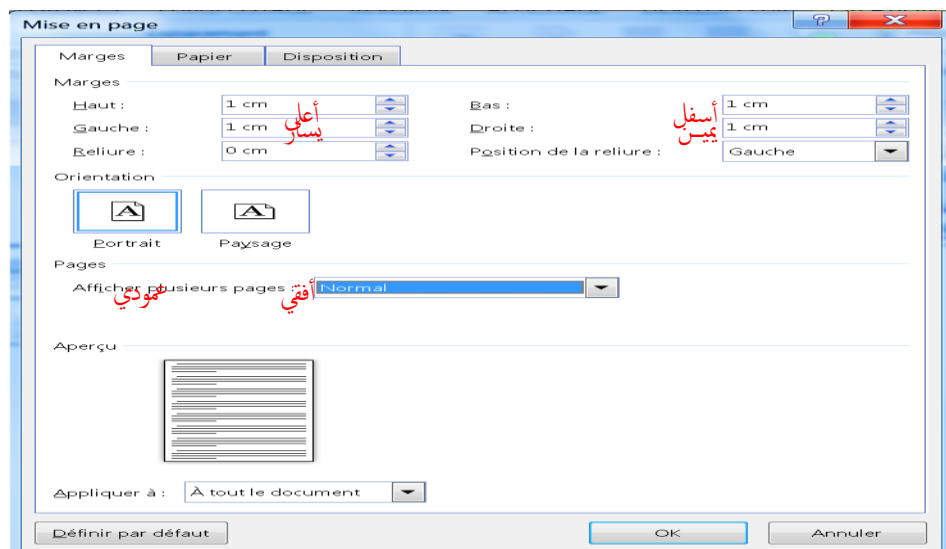 Mise en page
Marges Papier Disposition
Marges
Haut : 1 cm أعلى Bas : أسفل 1 cm
Gauche : 1 cm يسار Droite : يمين 1 cm
Reliure : 0 cm Position de la reliure : Gauche
Orientation
Portrait Paysage
Pages
Afficher plusieurs pages : Normal
عمودي أفقي
Aperçu
Appliquer à : À tout le document
Définir par défaut OK Annuler